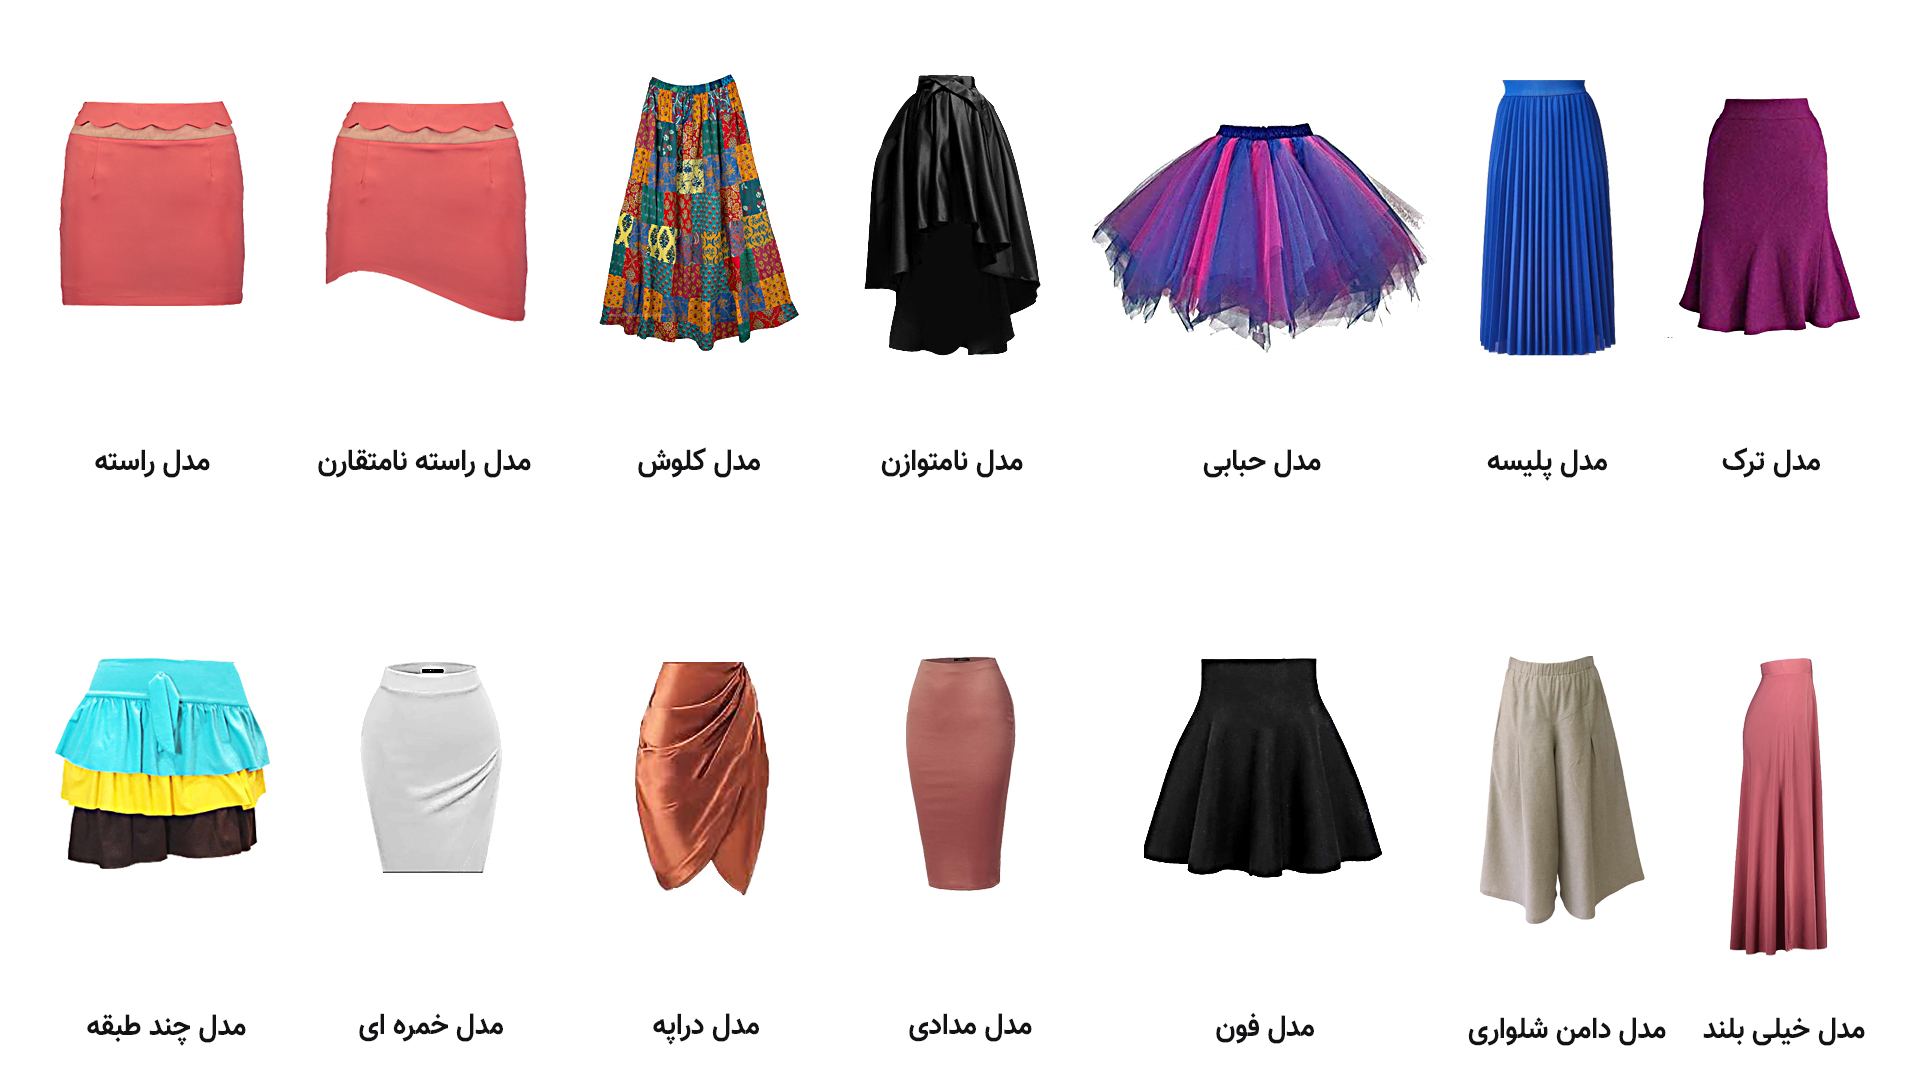 مدل ترک
مدل پلیسه
مدل حبابی
مدل نامتوازن
مدل کلوش
مدل راسته نامتقارن
مدل راسته
مدل خیلی بلند
مدل دامن شلواری
مدل فون
مدل مدادی
مدل دراپه
مدل خمره ای
مدل چند طبقه